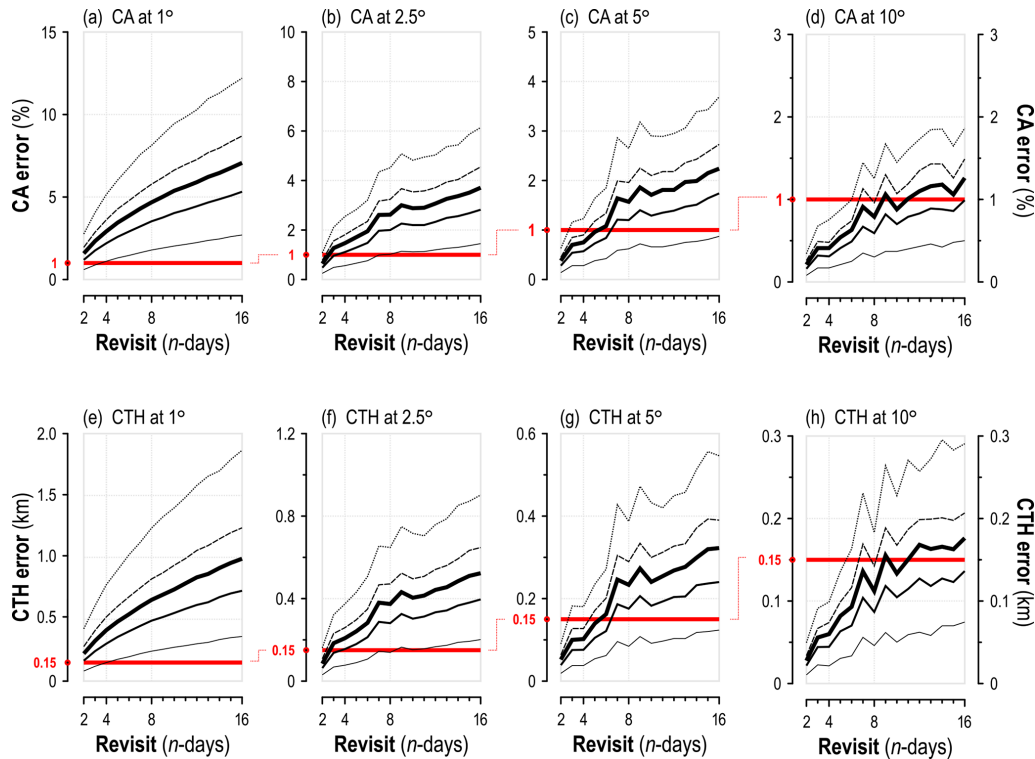 (a) CA at 1° (b) CA at 2.5° (c) CA at 5° (d) CA at 10°
15 10 5 3 3
8 4
10 6 3 2 2
CA error (%) CA error (%)
5 4 2 1 1 1
2 1 1
1 1
0 0 0 0 0
2 4 8 16 2 4 8 16 2 4 8 16 2 4 8 16
Revisit (n-days) Revisit (n-days) Revisit (n-days) Revisit (n-days)
(e) CTH at 1° (f) CTH at 2.5° (g) CTH at 5° (h) CTH at 10°
2.0 1.2 0.6 0.3 0.3
1.5 0.8 0.4 0.2 0.2
CTH error (km) CTH error (km)
1.0 0.15 0.15
0.5 0.4 0.2 0.15 0.1 0.1
0.15 0.15
0 0 0 0 0
2 4 8 16 2 4 8 16 2 4 8 16 2 4 8 16
Revisit (n-days) Revisit (n-days) Revisit (n-days) Revisit (n-days)